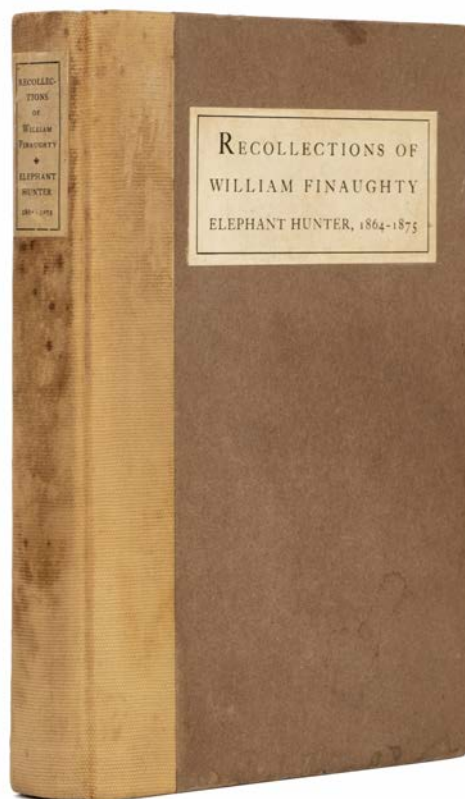 RECOLLEC-
TIONS
OF
WILLIAM
FINAUGHTY
ELEPHANT
HUNTER
RECOLLECTIONS OF
WILLIAM FINAUGHTY
ELEPHANT HUNTER, 1864-1875